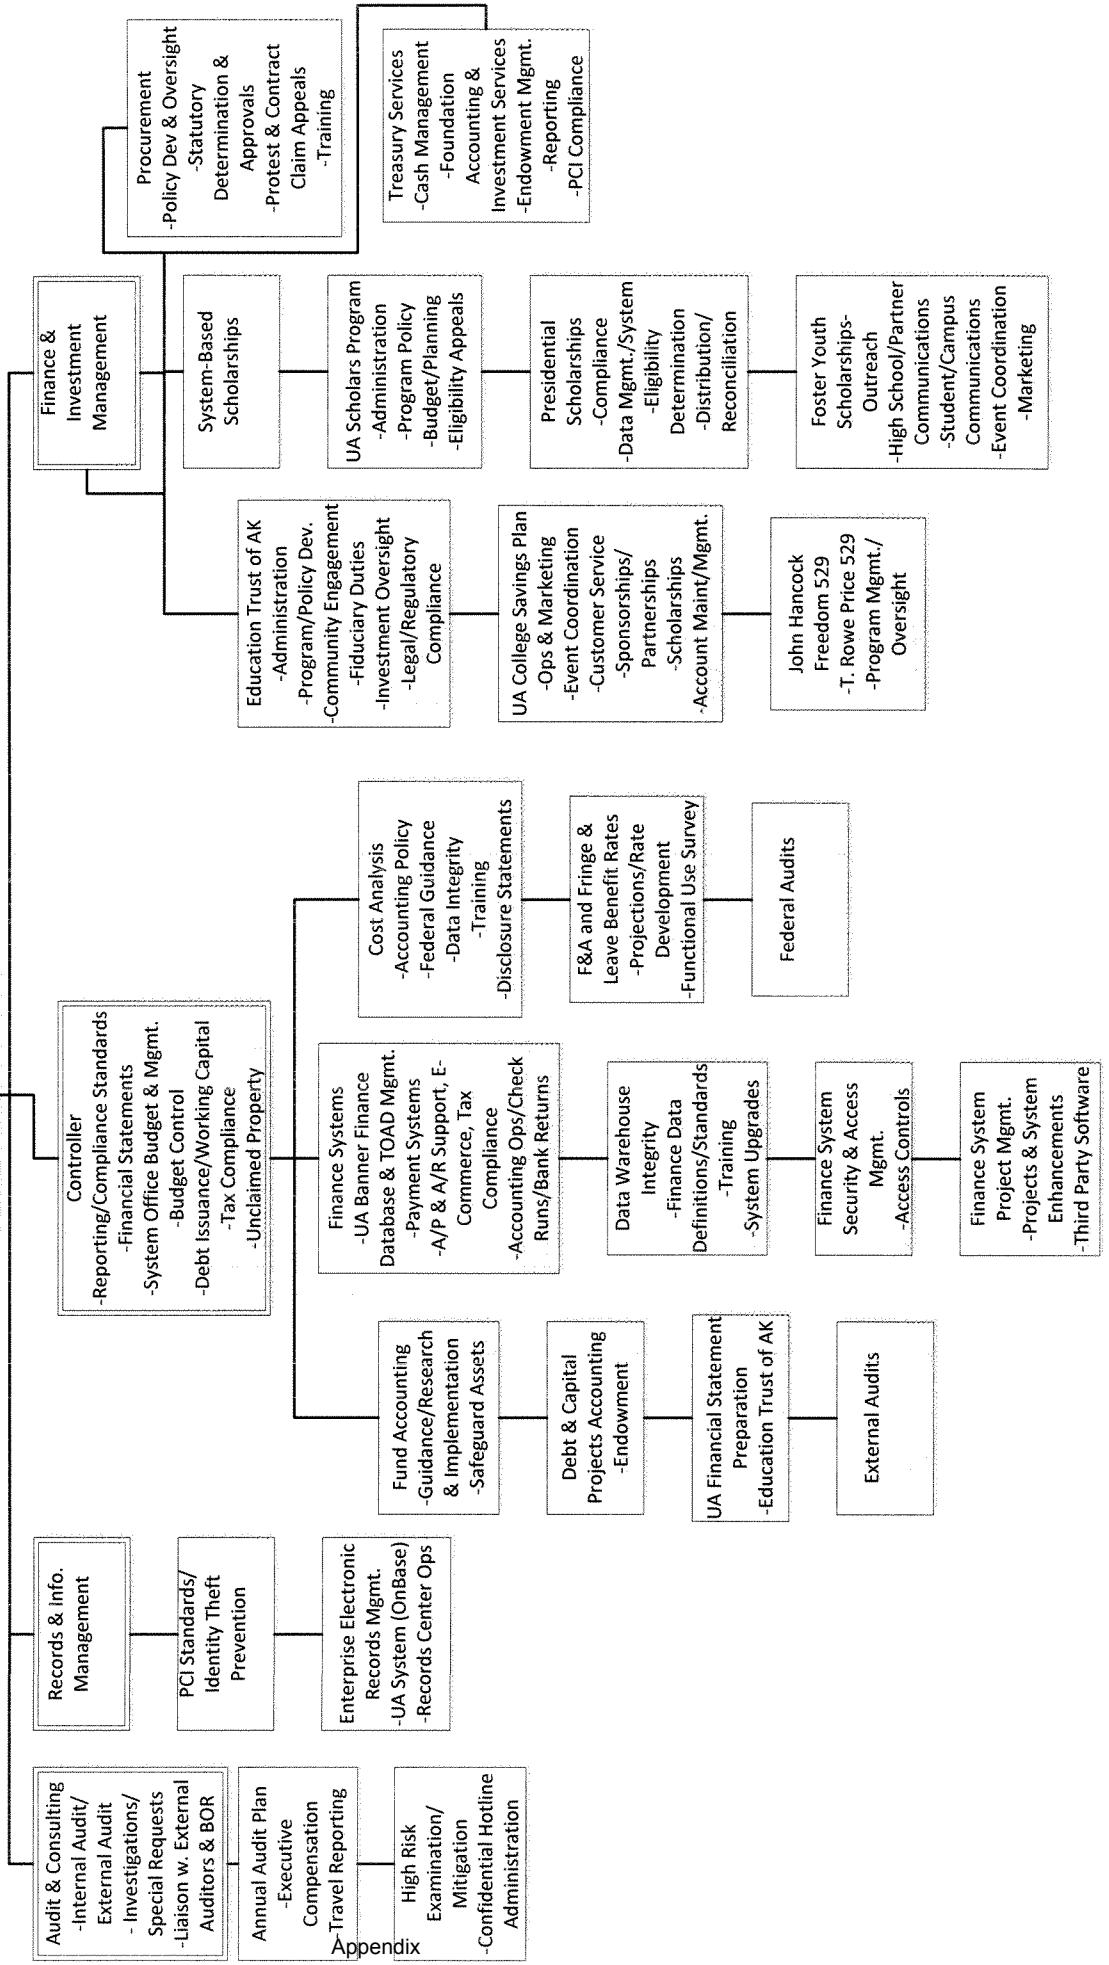 Audit & Consulting
-Internal Audit/
External Audit
- Investigations/
Special Requests
-Liaison w. External
Auditors & BOR
Annual Audit Plan
-Executive
Compensation
-Travel Reporting
High Risk
Examination/
Mitigation
-Confidential Hotline
Administration
Records & Info.
Management
PCI Standards/
Identity Theft
Prevention
Enterprise Electronic
Records Mgmt.
-UA System (OnBase)
-Records Center Ops
Controller
-Reporting/Compliance Standards
-Financial Statements
-System Office Budget & Mgmt.
-Budget Control
-Debt Issuance/Working Capital
-Tax Compliance
-Unclaimed Property
Fund Accounting
-Guidance/Research
& Implementation
-Safeguard Assets
Debt & Capital
Projects Accounting
-Endowment
UA Financial Statement
Preparation
-Education Trust of AK
External Audits
Finance Systems
-UA Banner Finance
Database & TOAD Mgmt.
-Payment Systems
-A/P & A/R Support, E-
Commerce, Tax
Compliance
-Accounting Ops/Check
Runs/Bank Returns
Data Warehouse
Integrity
-Finance Data
Definitions/Standards
-Training
-System Upgrades
Finance System
Security & Access
Mgmt.
-Access Controls
Finance System
Project Mgmt.
-Projects & System
Enhancements
-Third Party Software
Cost Analysis
-Accounting Policy
-Federal Guidance
-Data Integrity
-Training
-Disclosure Statements
F&A and Fringe &
Leave Benefit Rates
-Projections/Rate
Development
-Functional Use Survey
Federal Audits
Finance &
Investment
Management
Education Trust of AK
-Administration
-Program/Policy Dev.
-Community Engagement
-Fiduciary Duties
-Investment Oversight
-Legal/Regulatory
Compliance
UA College Savings Plan
-Ops & Marketing
-Event Coordination
-Customer Service
-Sponsorships/
Partnerships
-Scholarships
-Account Maint/Mgmt.
John Hancock
Freedom 529
-T. Rowe Price 529
-Program Mgmt./
Oversight
System-Based
Scholarships
UA Scholars Program
-Administration
-Program Policy
-Budget/Planning
-Eligibility Appeals
Presidential
Scholarships
-Compliance
-Data Mgmt./System
-Eligibility
Determination
-Distribution/
Reconciliation
Foster Youth
Scholarships-
Outreach
-High School/Partner
Communications
-Student/Campus
Communications
-Event Coordination
-Marketing
Procurement
-Policy Dev & Oversight
-Statutory
Determination &
Approvals
-Protest & Contract
Claim Appeals
-Training
Treasury Services
-Cash Management
-Foundation
Accounting &
Investment Services
-Endowment Mgmt.
-Reporting
-PCI Compliance
Appendix